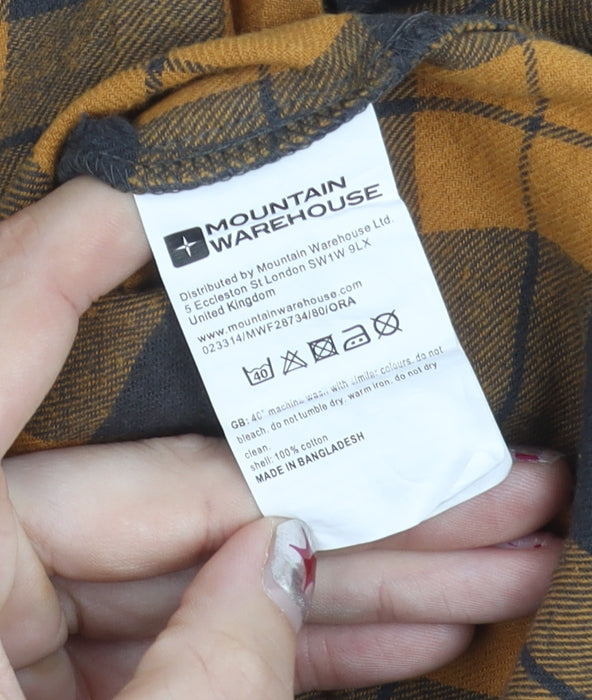 MOUNTAIN
WAREHOUSE
Distributed by Mountain Warehouse Ltd.
5 Eccleston St London SW1W 9LX
United Kingdom
www.mountainwarehouse.com
023314/MWF28734/80/ORA
40
GB: 40° machine wash with similar colours, do not
bleach, do not tumble dry, warm iron, do not dry
clean.
shell: 100% cotton
MADE IN BANGLADESH